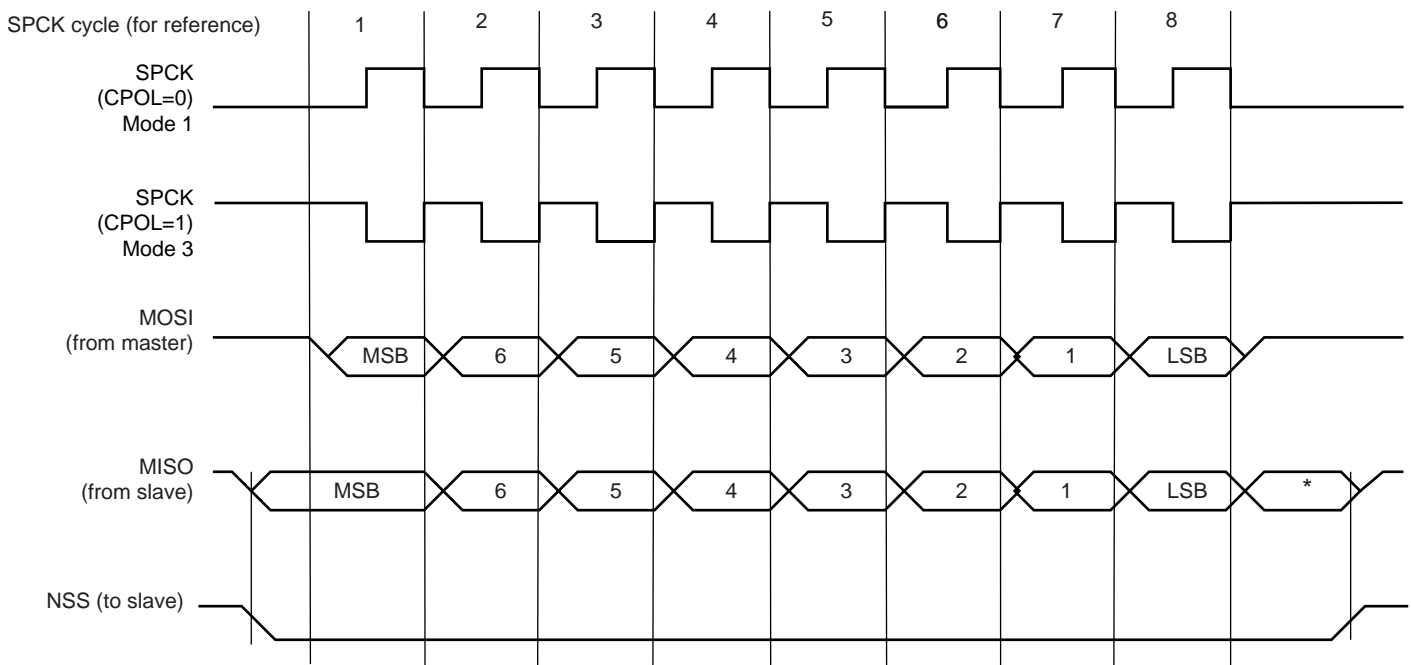 SPCK cycle (for reference) 1 2 3 4 5 6 7 8
SPCK
(CPOL=0)
Mode 1
SPCK
(CPOL=1)
Mode 3
MOSI
(from master)
MSB 6 5 4 3 2 1 LSB
MISO
(from slave)
MSB 6 5 4 3 2 1 LSB *
NSS (to slave)